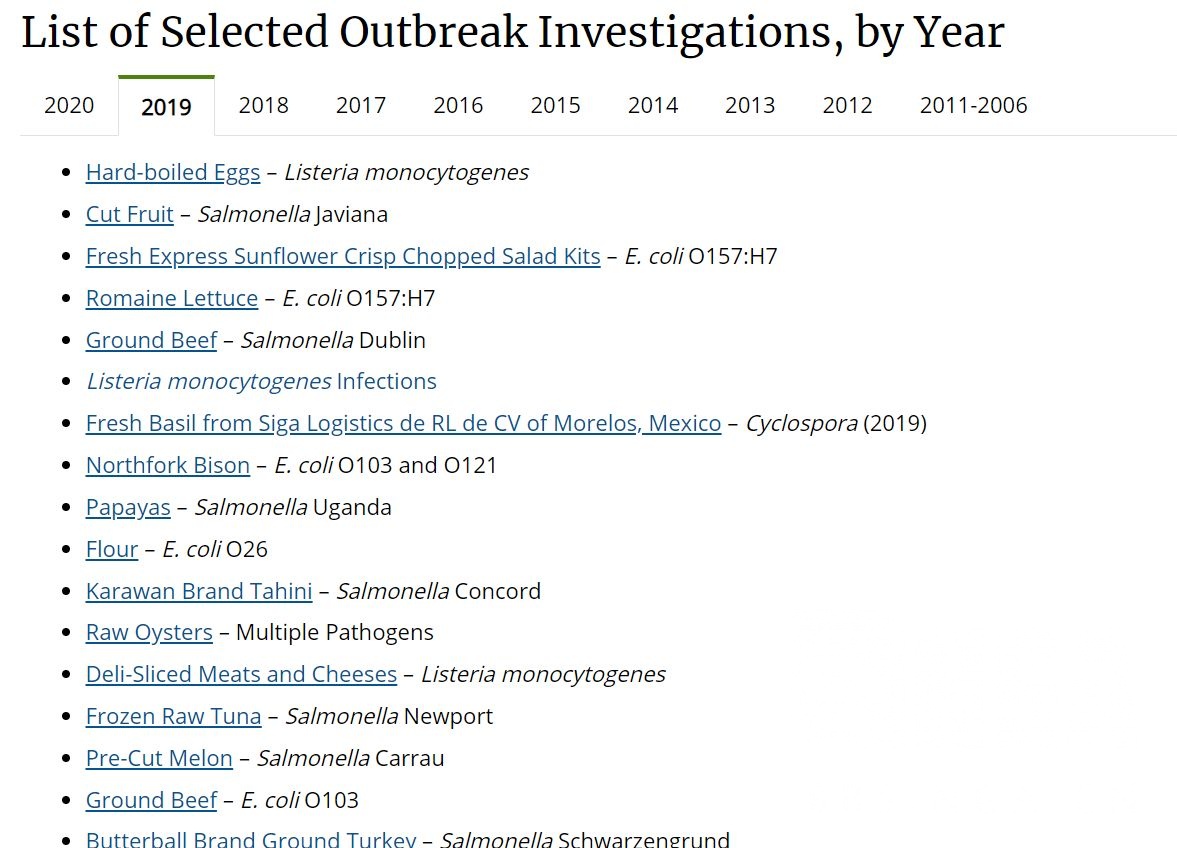 List of Selected Outbreak Investigations, by Year
2020 2019 2018 2017 2016 2015 2014 2013 2012 2011-2006
• Hard-boiled Eggs – Listeria monocytogenes
• Cut Fruit – Salmonella Javiana
• Fresh Express Sunflower Crisp Chopped Salad Kits – E. coli O157:H7
• Romaine Lettuce – E. coli O157:H7
• Ground Beef – Salmonella Dublin
• Listeria monocytogenes Infections
• Fresh Basil from Siga Logistics de RL de CV of Morelos, Mexico – Cyclospora (2019)
• Northfork Bison – E. coli O103 and O121
• Papayas – Salmonella Uganda
• Flour – E. coli O26
• Karawan Brand Tahini – Salmonella Concord
• Raw Oysters – Multiple Pathogens
• Deli-Sliced Meats and Cheeses – Listeria monocytogenes
• Frozen Raw Tuna – Salmonella Newport
• Pre-Cut Melon – Salmonella Carrau
• Ground Beef – E. coli O103
• Butterball Brand Ground Turkey – Salmonella Schwarzengrund